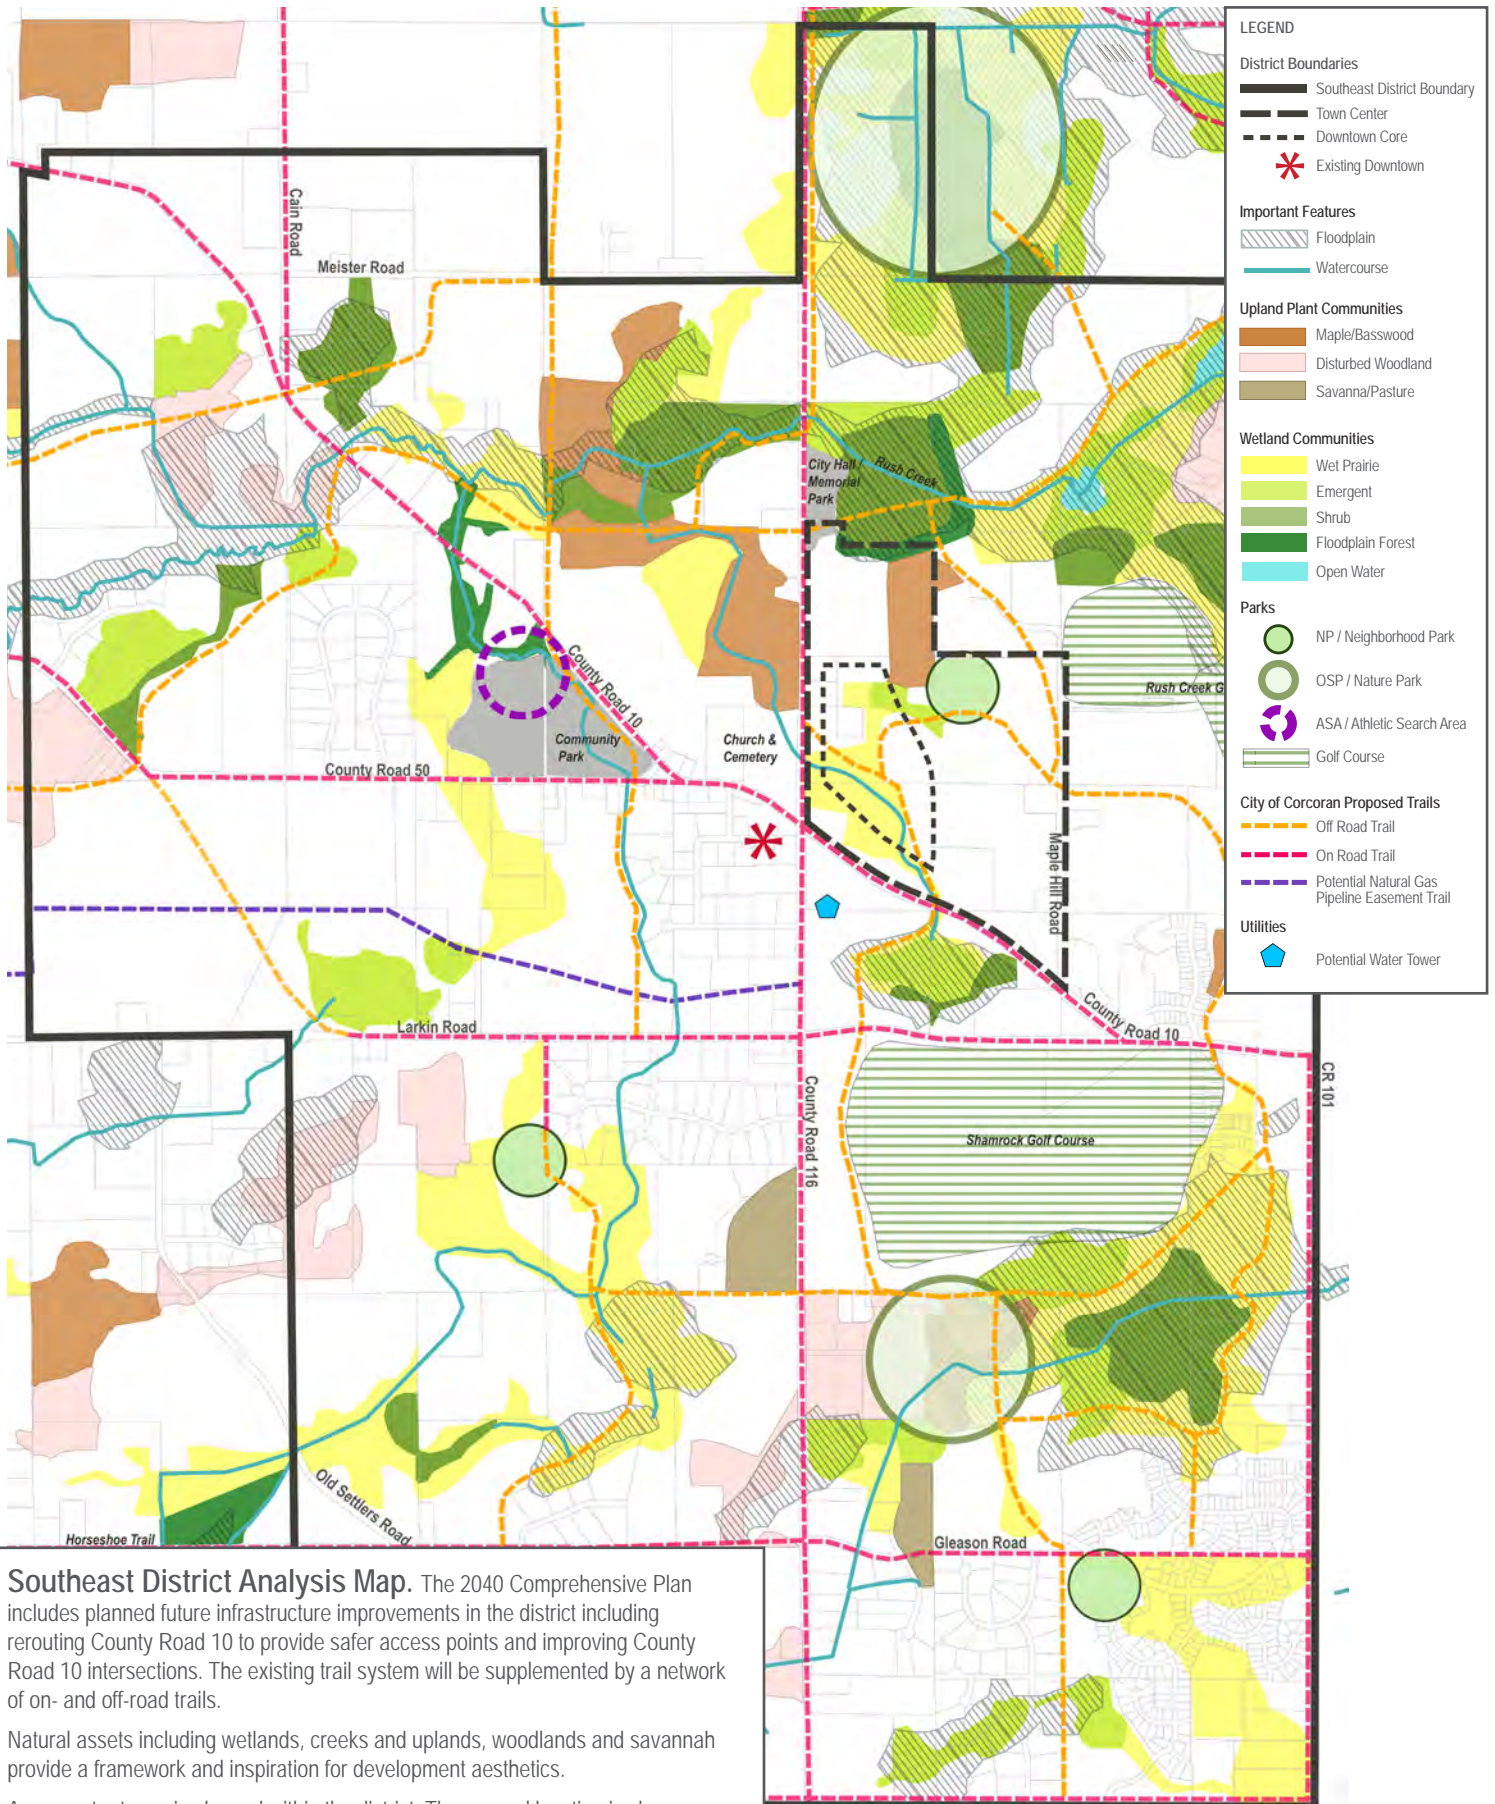 LEGEND
District Boundaries
Southeast District Boundary
Town Center
Downtown Core
Existing Downtown
Important Features
Floodplain
Watercourse
Upland Plant Communities
Maple/Basswood
Disturbed Woodland
Savanna/Pasture
Wetland Communities
Wet Prairie
Emergent
Shrub
Floodplain Forest
Open Water
Parks
NP / Neighborhood Park
OSP / Nature Park
ASA / Athletic Search Area
Golf Course
City of Corcoran Proposed Trails
Off Road Trail
On Road Trail
Potential Natural Gas
Pipeline Easement Trail
Utilities
Potential Water Tower
Cain Road
Meister Road
City Hall /
Memorial
Park
Rush Creek
County Road 10
Rush Creek G
Community
Park
Church &
Cemetery
County Road 50
Maple Hill Road
County Road 10
Larkin Road
CR 101
County Road 116
Shamrock Golf Course
Old Settlers Road
Horseshoe Trail
Gleason Road
Southeast District Analysis Map. The 2040 Comprehensive Plan
includes planned future infrastructure improvements in the district including
rerouting County Road 10 to provide safer access points and improving County
Road 10 intersections. The existing trail system will be supplemented by a network
of on- and off-road trails.
Natural assets including wetlands, creeks and uplands, woodlands and savannah
provide a framework and inspiration for development aesthetics.